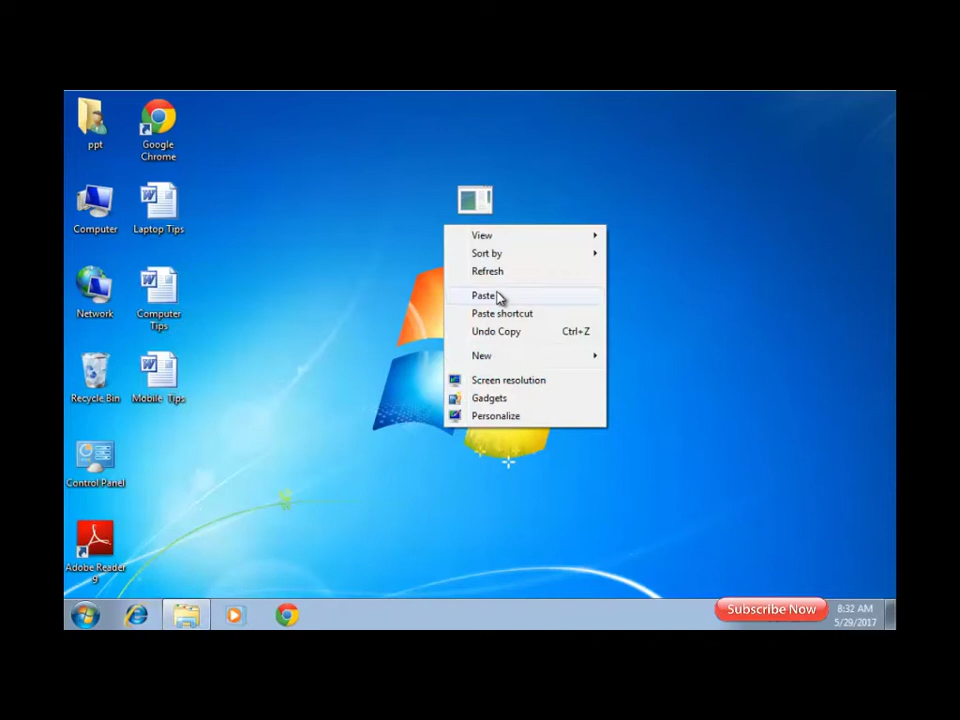 ppt
Google
Chrome
Computer
Laptop Tips
Network
Computer
Tips
Recycle Bin
Mobile Tips
Control Panel
Adobe Reader
9
View
Sort by
Refresh
Paste
Paste shortcut
Undo Copy Ctrl+Z
New
Screen resolution
Gadgets
Personalize
Subscribe Now
8:32 AM
5/29/2017